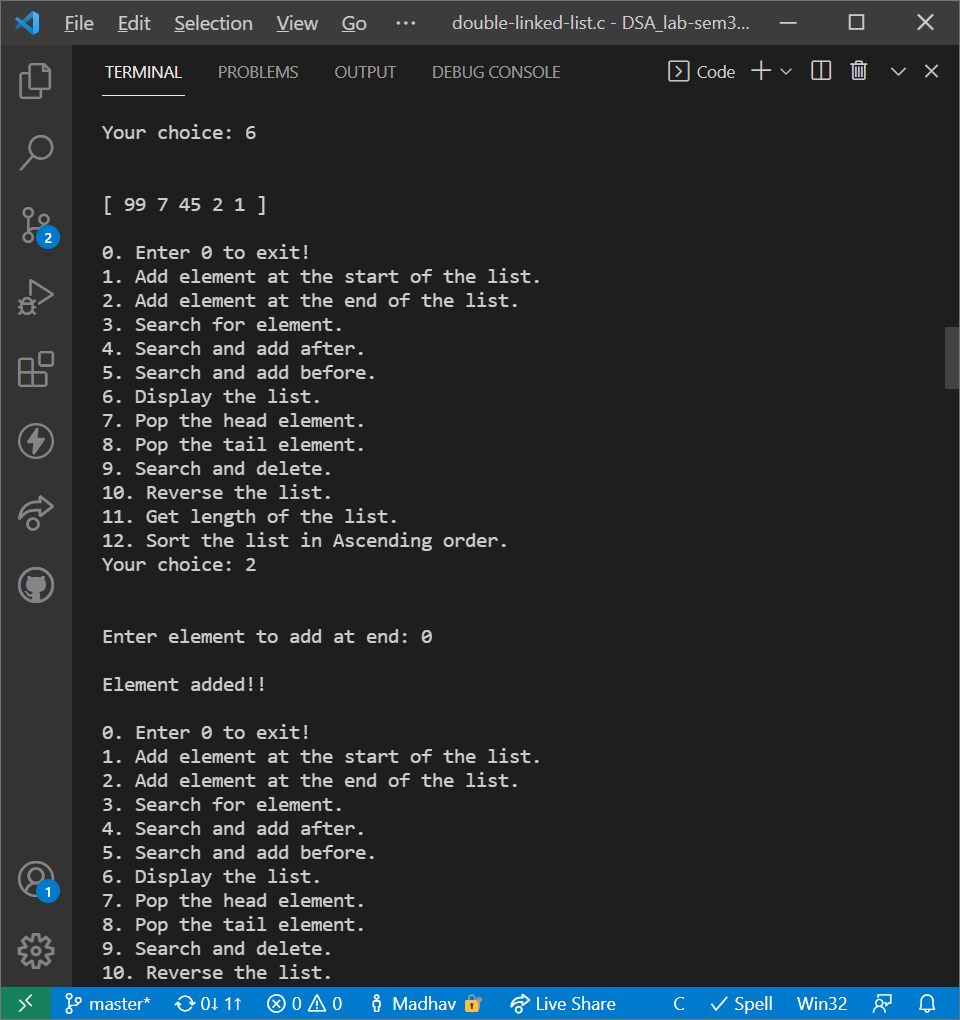 File Edit Selection View Go ··· double-linked-list.c - DSA_lab-sem3...
TERMINAL PROBLEMS OUTPUT DEBUG CONSOLE Code
Your choice: 6
[ 99 7 45 2 1 ]
0. Enter 0 to exit!
1. Add element at the start of the list.
2. Add element at the end of the list.
3. Search for element.
4. Search and add after.
5. Search and add before.
6. Display the list.
7. Pop the head element.
8. Pop the tail element.
9. Search and delete.
10. Reverse the list.
11. Get length of the list.
12. Sort the list in Ascending order.
Your choice: 2
Enter element to add at end: 0
Element added!!
0. Enter 0 to exit!
1. Add element at the start of the list.
2. Add element at the end of the list.
3. Search for element.
4. Search and add after.
5. Search and add before.
6. Display the list.
7. Pop the head element.
8. Pop the tail element.
9. Search and delete.
10. Reverse the list.
2
1
master* 0↓ 1↑ 0 0 Madhav 🔒 Live Share C Spell Win32